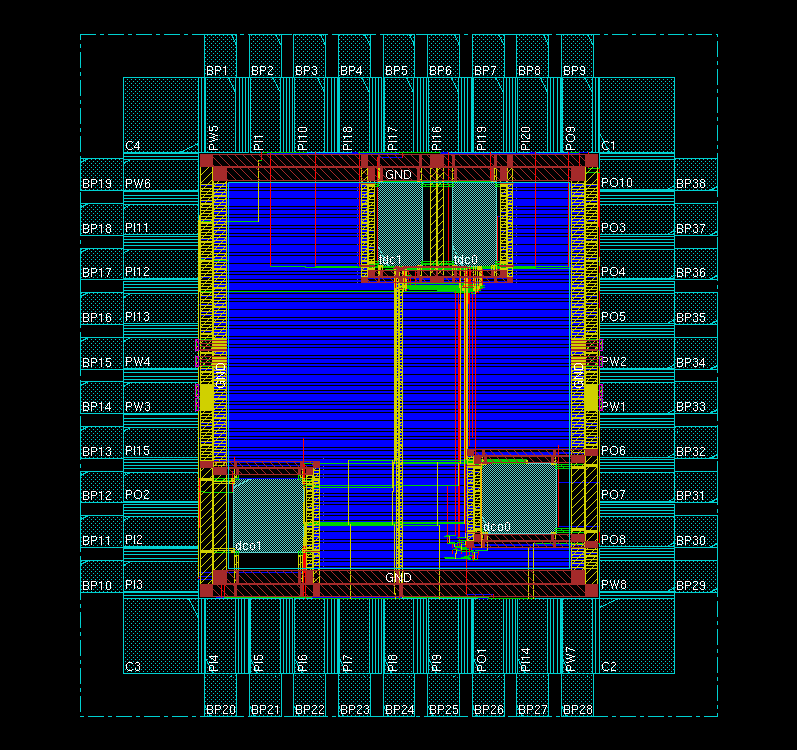 BP1 BP2 BP3 BP4 BP5 BP6 BP7 BP8 BP9
C4 PW5 PI1 PI10 PI18 PI17 PI16 PI19 PI20 PO9 C1
GND
BP19 PW6 PO10 BP38
BP18 PI11 PO3 BP37
tdc1 tdc0
BP17 PI12 PO4 BP36
BP16 PI13 PO5 BP35
BP15 PW4 PW2 BP34
GND GND
BP14 PW3 PW1 BP33
BP13 PI15 PO6 BP32
BP12 PO2 PO7 BP31
dco0
BP11 PI2 PO8 BP30
dco1
GND
BP10 PI3 PW8 BP29
C3 PI4 PI5 PI6 PI7 PI8 PI9 PO1 PI14 PW7 C2
BP20 BP21 BP22 BP23 BP24 BP25 BP26 BP27 BP28